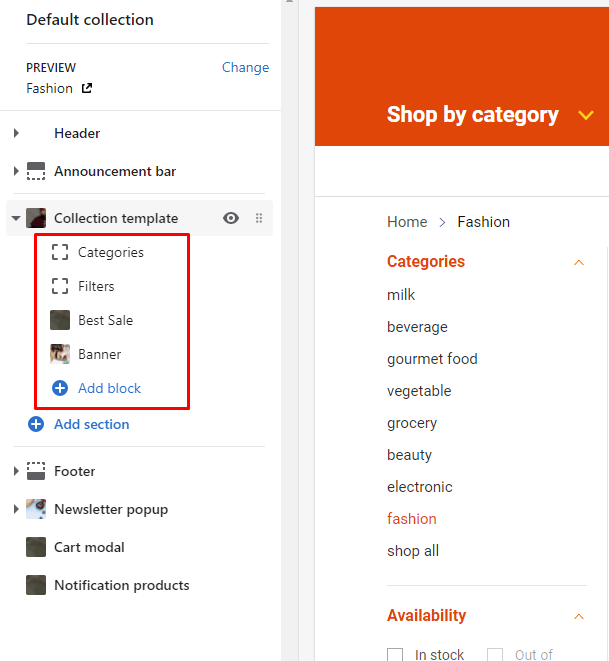 Default collection
PREVIEW
Change
Fashion
Header
Announcement bar
Collection template
Categories
Filters
Best Sale
Banner
Add block
Add section
Footer
Newsletter popup
Cart modal
Notification products
Shop by category
Home > Fashion
Categories
milk
beverage
gourmet food
vegetable
grocery
beauty
electronic
fashion
shop all
Availability
In stock
Out of